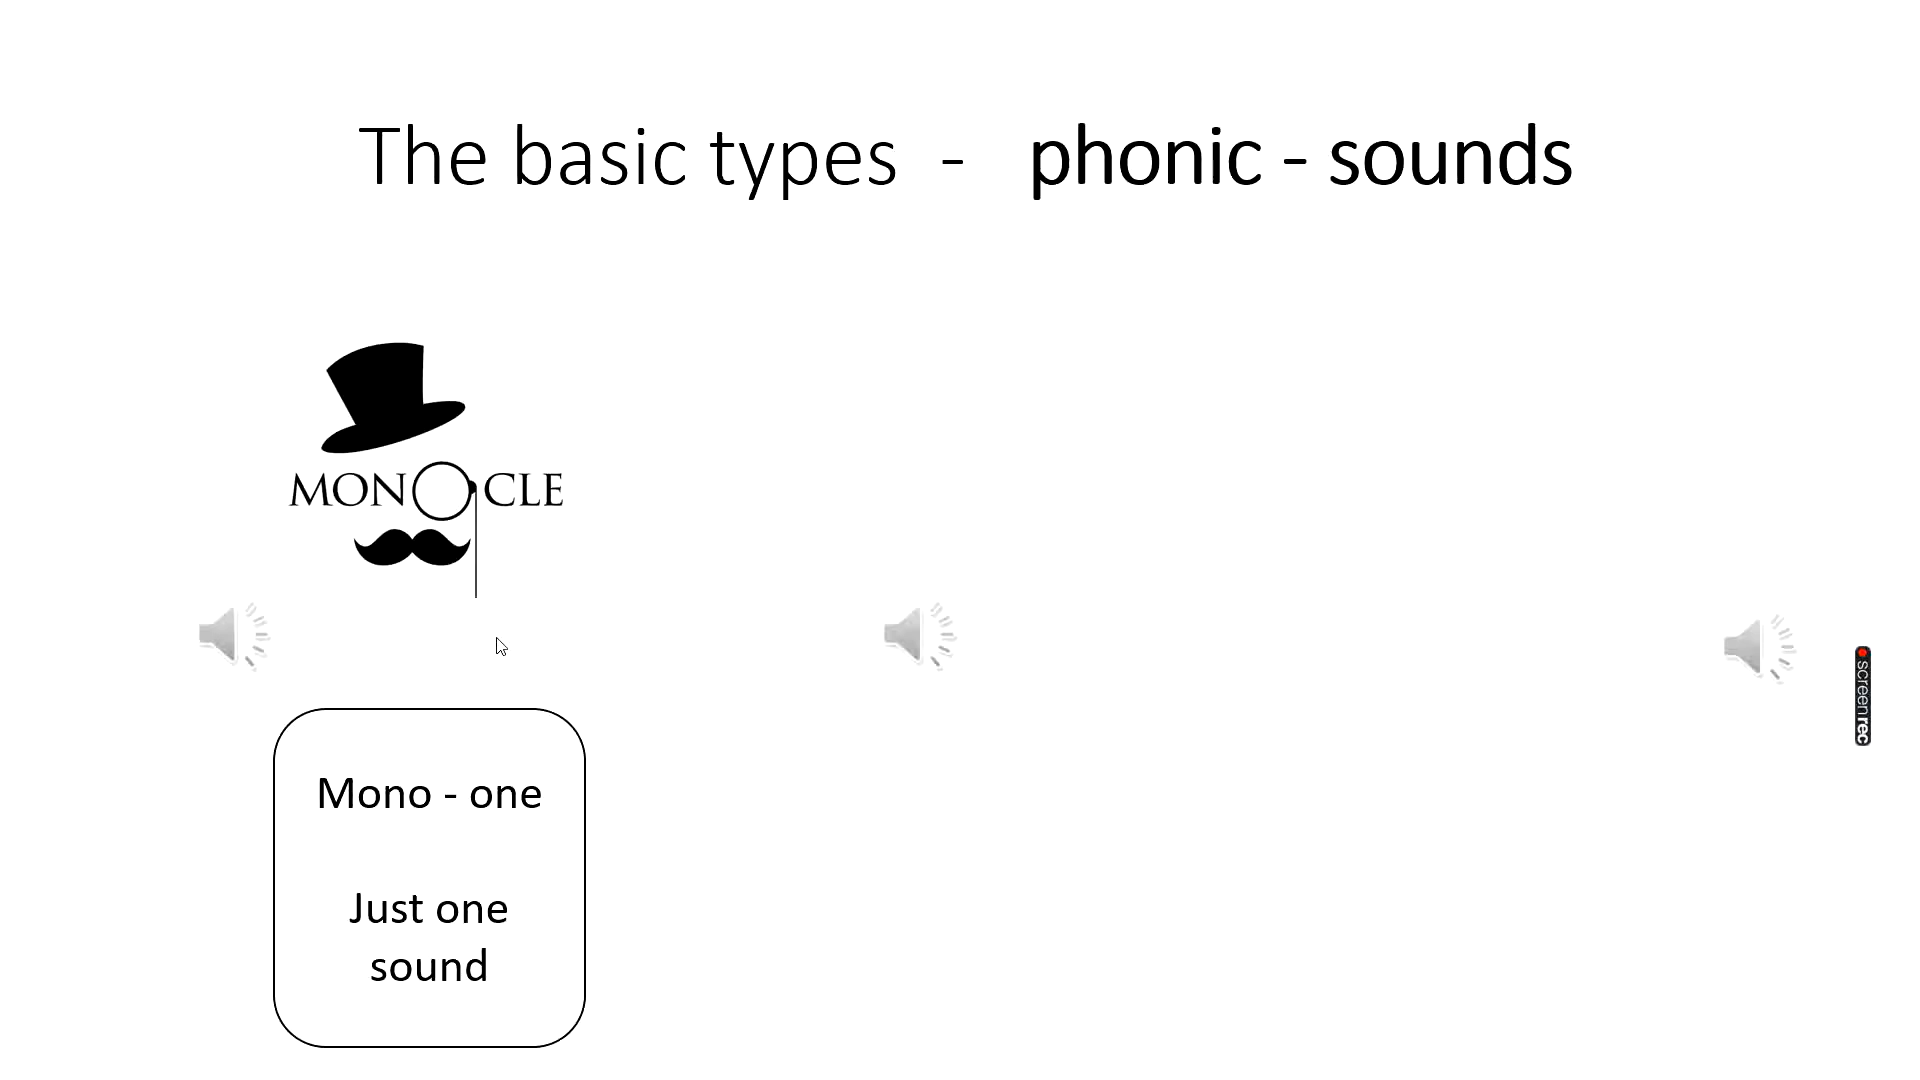 The basic types - phonic - sounds
MONOCLE
screenrec
Mono - one
Just one
sound